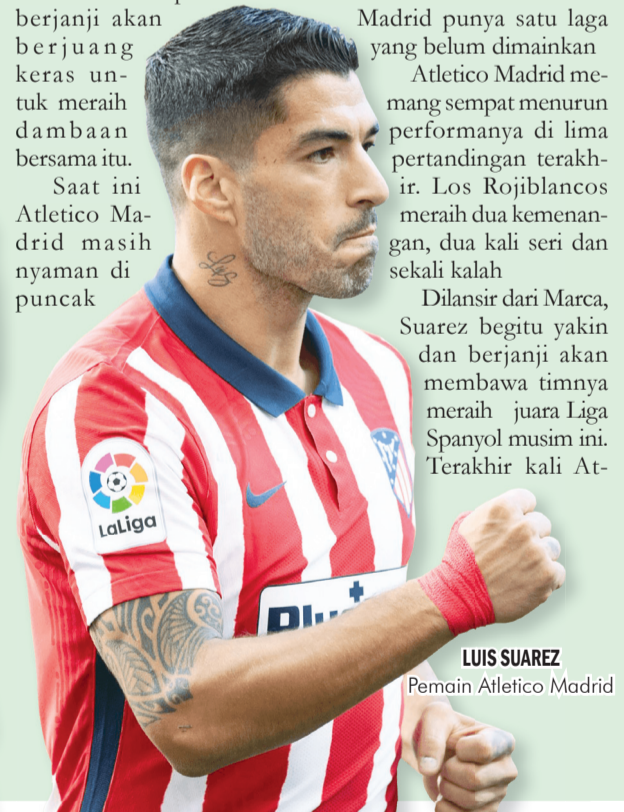 berjanji akan
berjuang
keras un-
tuk meraih
dambaan
bersama itu.
Saat ini
Atletico Ma-
drid masih
nyaman di
puncak
Madrid punya satu laga
yang belum dimainkan
Atletico Madrid me-
mang sempat menurun
performanya di lima
pertandingan terakh-
ir. Los Rojiblancos
meraih dua kemenan-
gan, dua kali seri dan
sekali kalah
Dilansir dari Marca,
Suarez begitu yakin
dan berjanji akan
membawa timnya
meraih juara Liga
Spanyol musim ini.
Terakhir kali At-
LaLiga
LUIS SUAREZ
Pemain Atletico Madrid